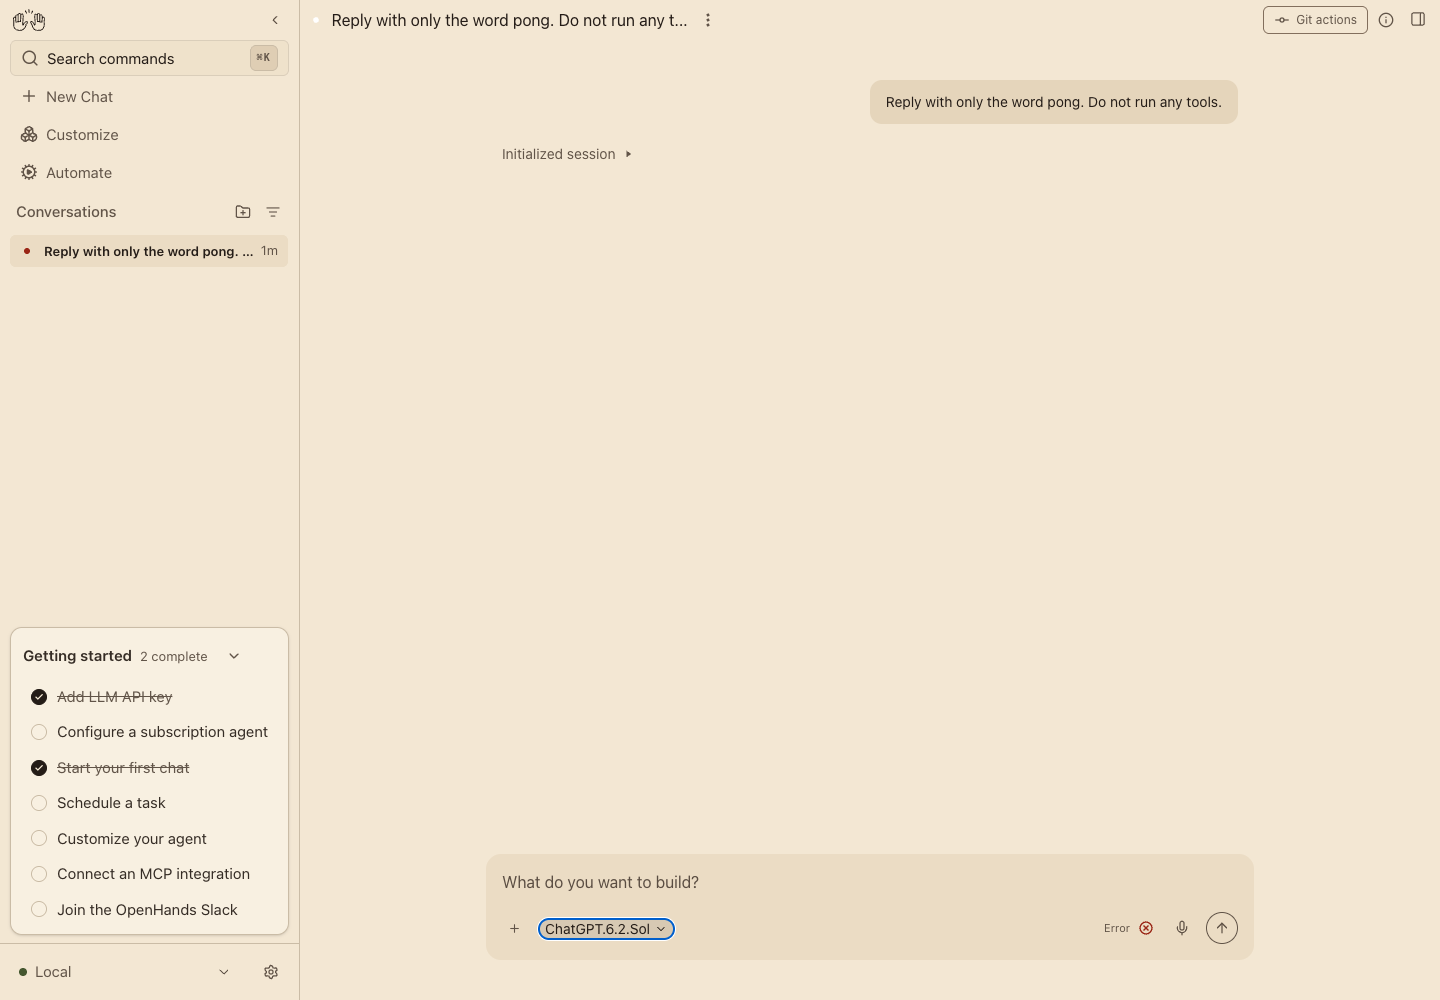 Search commands
⌘K
New Chat
Customize
Automate
Conversations
Reply with only the word pong. ...
1m
Getting started
2 complete
Add LLM API key
Configure a subscription agent
Start your first chat
Schedule a task
Customize your agent
Connect an MCP integration
Join the OpenHands Slack
Local
Reply with only the word pong. Do not run any t...
Git actions
Reply with only the word pong. Do not run any tools.
Initialized session
What do you want to build?
ChatGPT.6.2.Sol
Error